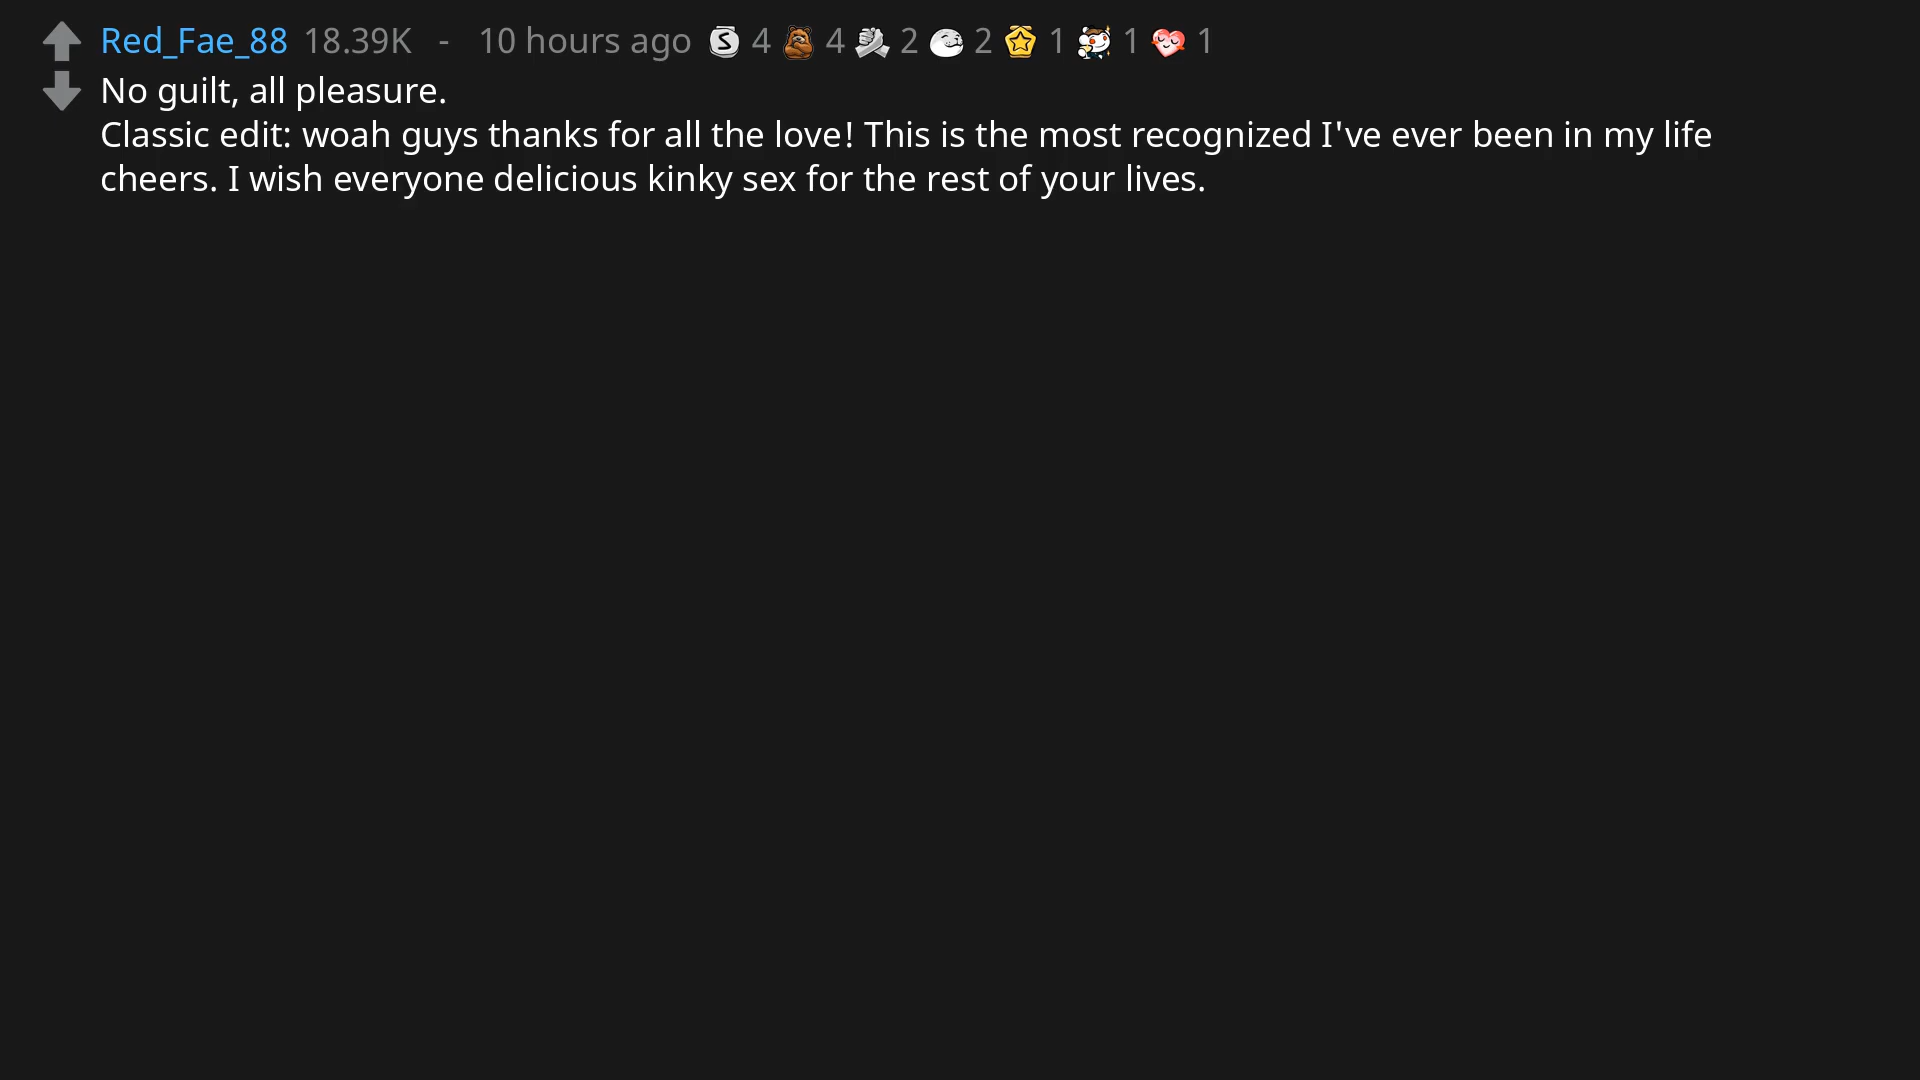 Red_Fae_88 18.39K - 10 hours ago S 4 4 2 2 1 1 1
No guilt, all pleasure.
Classic edit: woah guys thanks for all the love! This is the most recognized I've ever been in my life
cheers. I wish everyone delicious kinky sex for the rest of your lives.